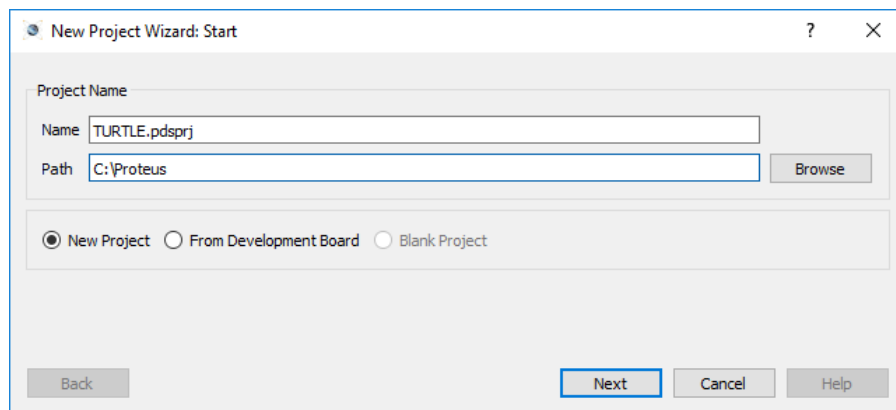 New Project Wizard: Start ? X
Project Name
Name TURTLE.pdsprj
Path C:\Proteus Browse
New Project From Development Board Blank Project
Back Next Cancel Help